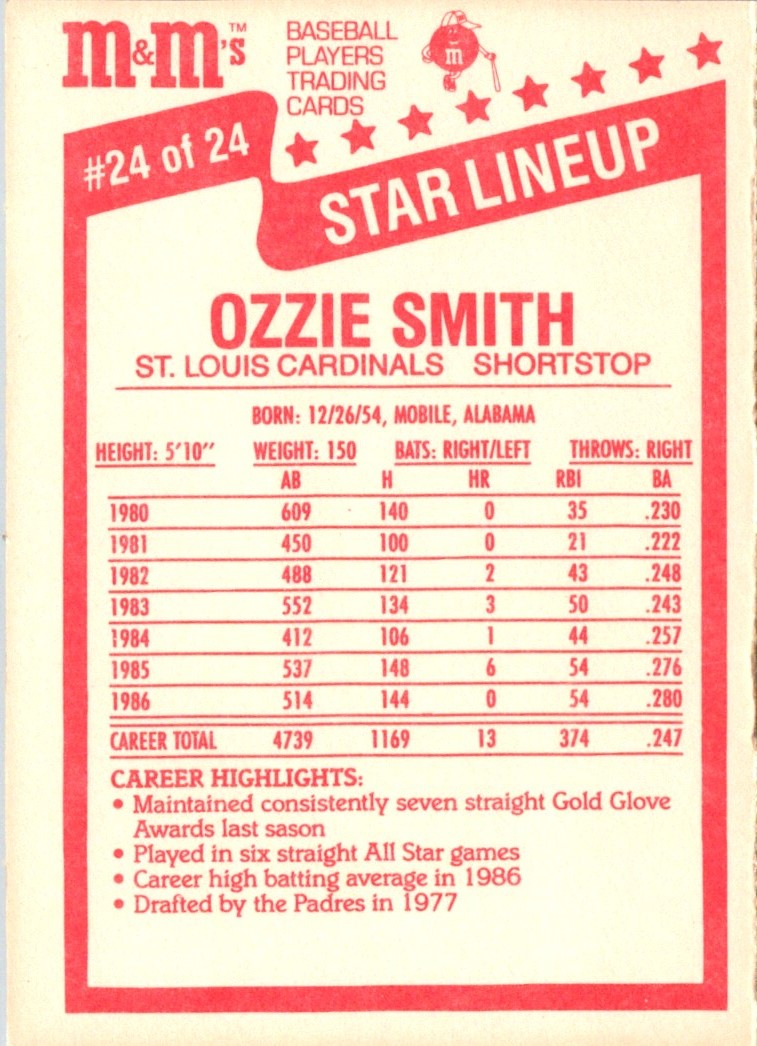 m&m's™
BASEBALL
PLAYERS
TRADING
CARDS
m
#24 of 24
STAR LINEUP
OZZIE SMITH
ST. LOUIS CARDINALS SHORTSTOP
BORN: 12/26/54, MOBILE, ALABAMA
HEIGHT: 5'10" WEIGHT: 150 BATS: RIGHT/LEFT THROWS: RIGHT
AB H HR RBI BA
1980 609 140 0 35 .230
1981 450 100 0 21 .222
1982 488 121 2 43 .248
1983 552 134 3 50 .243
1984 412 106 1 44 .257
1985 537 148 6 54 .276
1986 514 144 0 54 .280
CAREER TOTAL 4739 1169 13 374 .247
CAREER HIGHLIGHTS:
• Maintained consistently seven straight Gold Glove
Awards last sason
• Played in six straight All Star games
• Career high batting average in 1986
• Drafted by the Padres in 1977